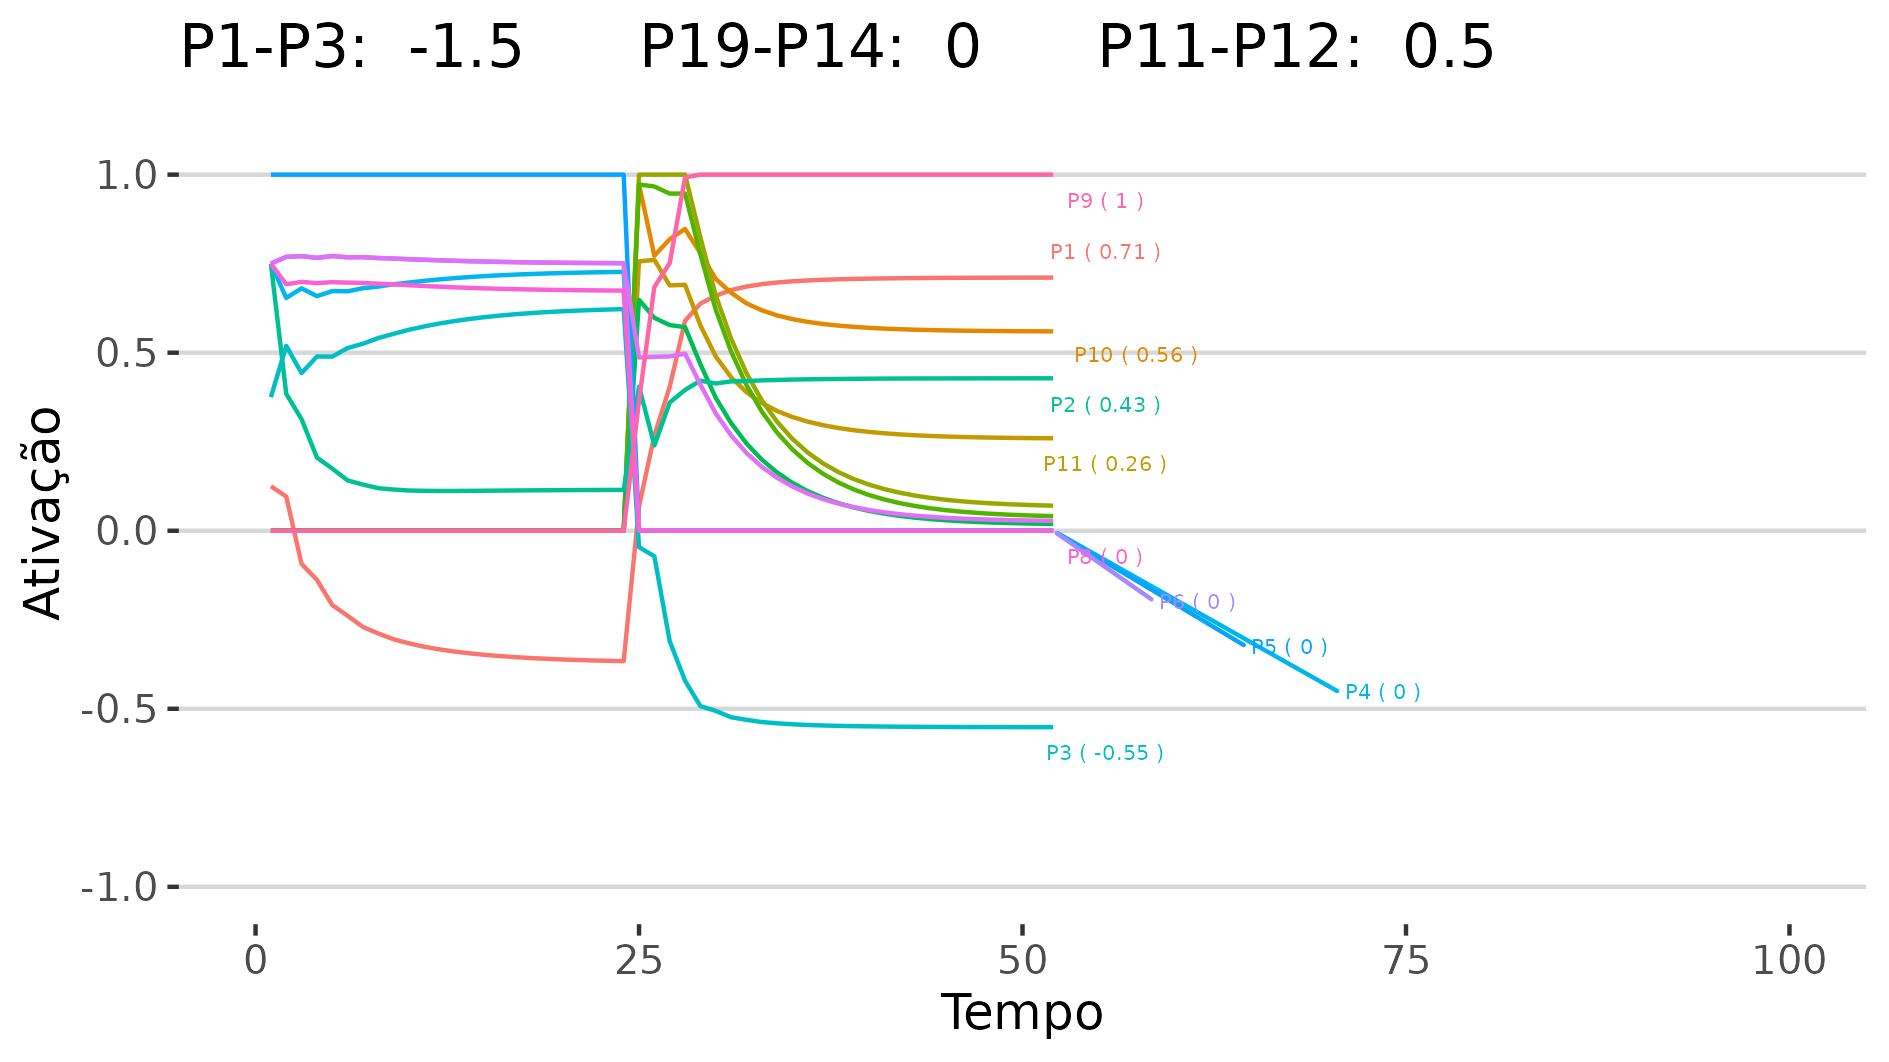 P1-P3:  -1.5    P19-P14:  0    P11-P12:  0.5
1.0
0.5
0.0
-0.5
-1.0
Ativação
P9 ( 1 )
P1 ( 0.71 )
P10 ( 0.56 )
P2 ( 0.43 )
P11 ( 0.26 )
P8 ( 0 )
P6 ( 0 )
P5 ( 0 )
P4 ( 0 )
P3 ( -0.55 )
0 25 50 75 100
Tempo